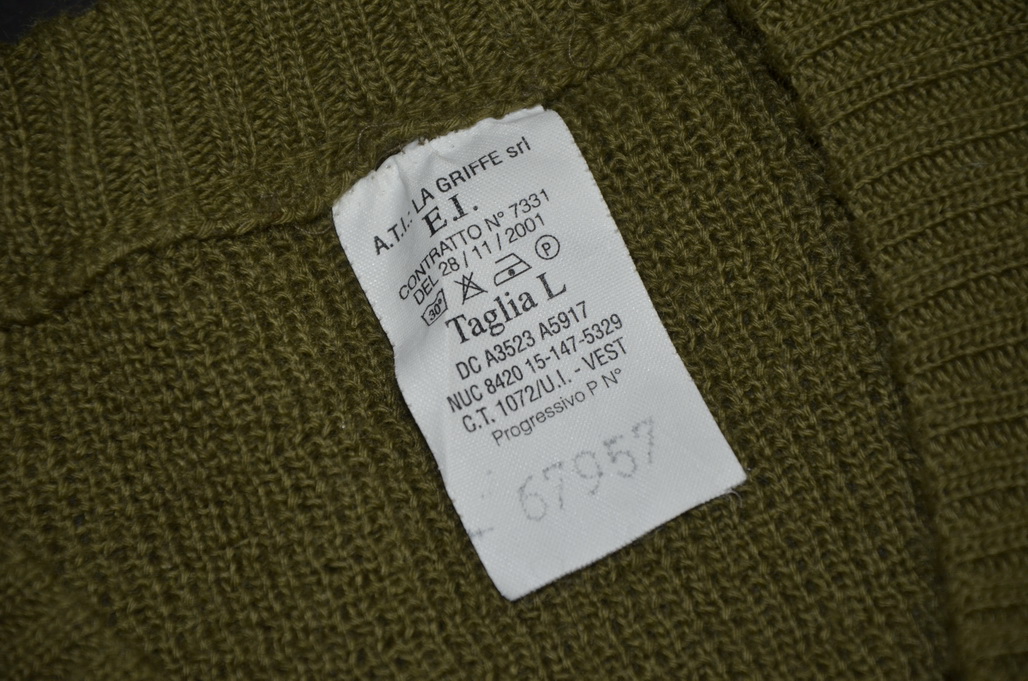 A.T.I.: LA GRIFFE srl
E.I.
CONTRATTO N° 7331
DEL 28 / 11 / 2001
30° P
Taglia L
DC A3523 A5917
NUC 8420 15-147-5329
C.T. 1072/U.I. - VEST
Progressivo P N°
67957